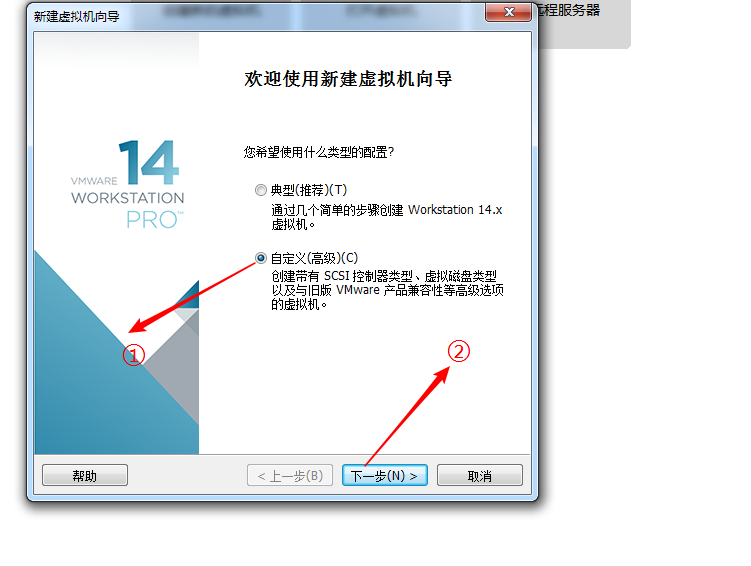 新建虚拟机向导
程服务器
欢迎使用新建虚拟机向导
您希望使用什么类型的配置?
VMWARE 14
WORKSTATION
PRO™
典型(推荐)(T)
通过几个简单的步骤创建 Workstation 14.x
虚拟机。
自定义(高级)(C)
创建带有 SCSI 控制器类型、虚拟磁盘类型
以及与旧版 VMware 产品兼容性等高级选项
的虚拟机。
①
②
帮助
< 上一步(B)
下一步(N) >
取消